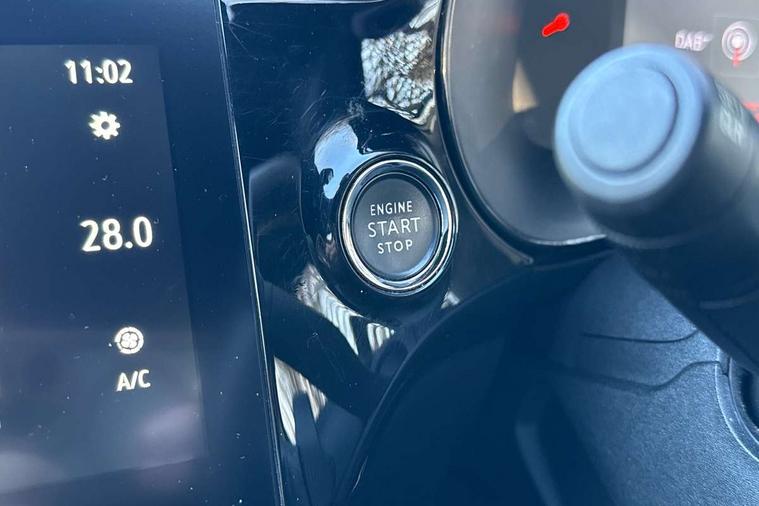 11:02
28.0
A/C
ENGINE
START
STOP
DAB